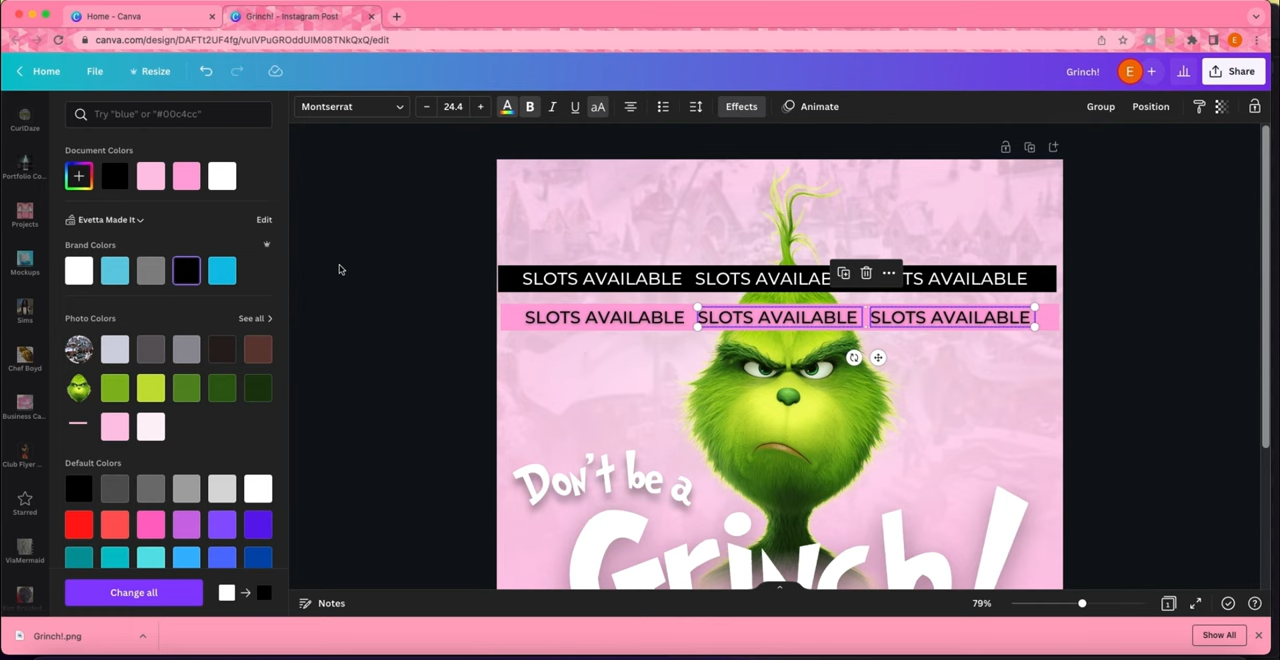 Home - Canva
Grinch! - Instagram Post
canva.com/design/DAFTt2UF4fg/vuIVPuGROddUIM08TNkQxQ/edit
E
Home
File
Resize
Grinch!
E
Share
Montserrat
24.4
A
B
I
U
aA
Effects
Animate
Group
Position
CurlDaze
Portfolio Co...
Projects
Mockups
Sims
Chef Boyd
Business Ca...
Club Flyer ...
Starred
ViaMermaid
Try "blue" or "#00c4cc"
Document Colors
Evetta Made It
Edit
Brand Colors
Photo Colors
See all
Default Colors
Change all
SLOTS AVAILABLE SLOTS AVAILAB TS AVAILABLE
SLOTS AVAILABLE SLOTS AVAILABLE SLOTS AVAILABLE
Don't be a
Grinch!
Notes
79%
1
Grinch!.png
Show All